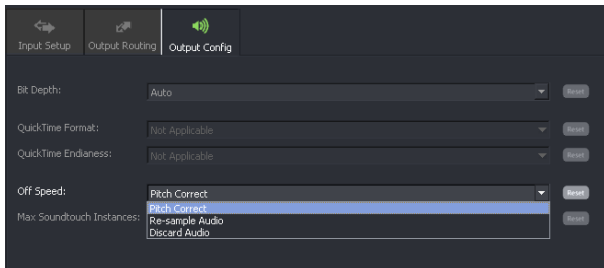 Input Setup Output Routing Output Config
Bit Depth: Auto Reset
QuickTime Format: Not Applicable Reset
QuickTime Endianess: Not Applicable Reset
Off Speed: Pitch Correct Reset
Pitch Correct
Max Soundtouch Instances: Re-sample Audio Reset
Discard Audio